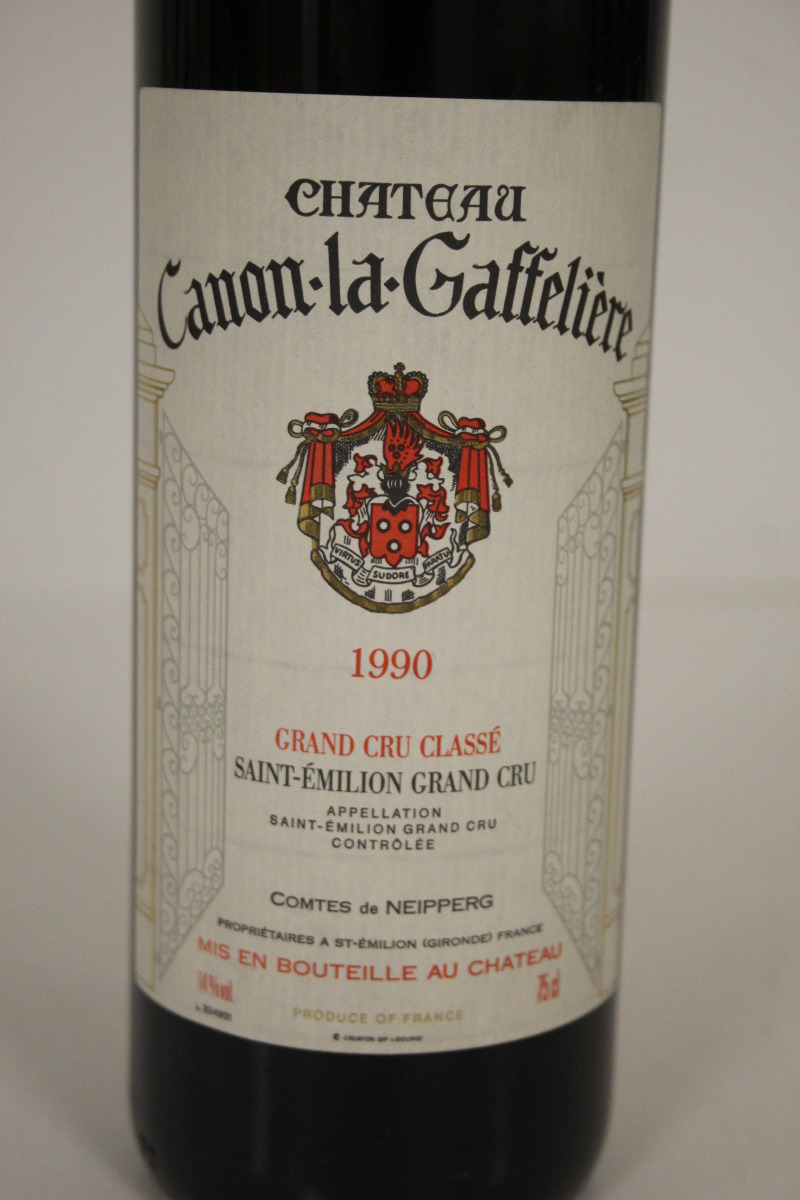 CHATEAU
Canon·la·Gaffelière
VIRTUS SUDORE PARATUR
1990
GRAND CRU CLASSÉ
SAINT-ÉMILION GRAND CRU
APPELLATION
SAINT-ÉMILION GRAND CRU
CONTRÔLÉE
COMTES de NEIPPERG
PROPRIÉTAIRES A ST-ÉMILION (GIRONDE) FRANCE
MIS EN BOUTEILLE AU CHATEAU
14 % vol. 75 cl
PRODUCE OF FRANCE